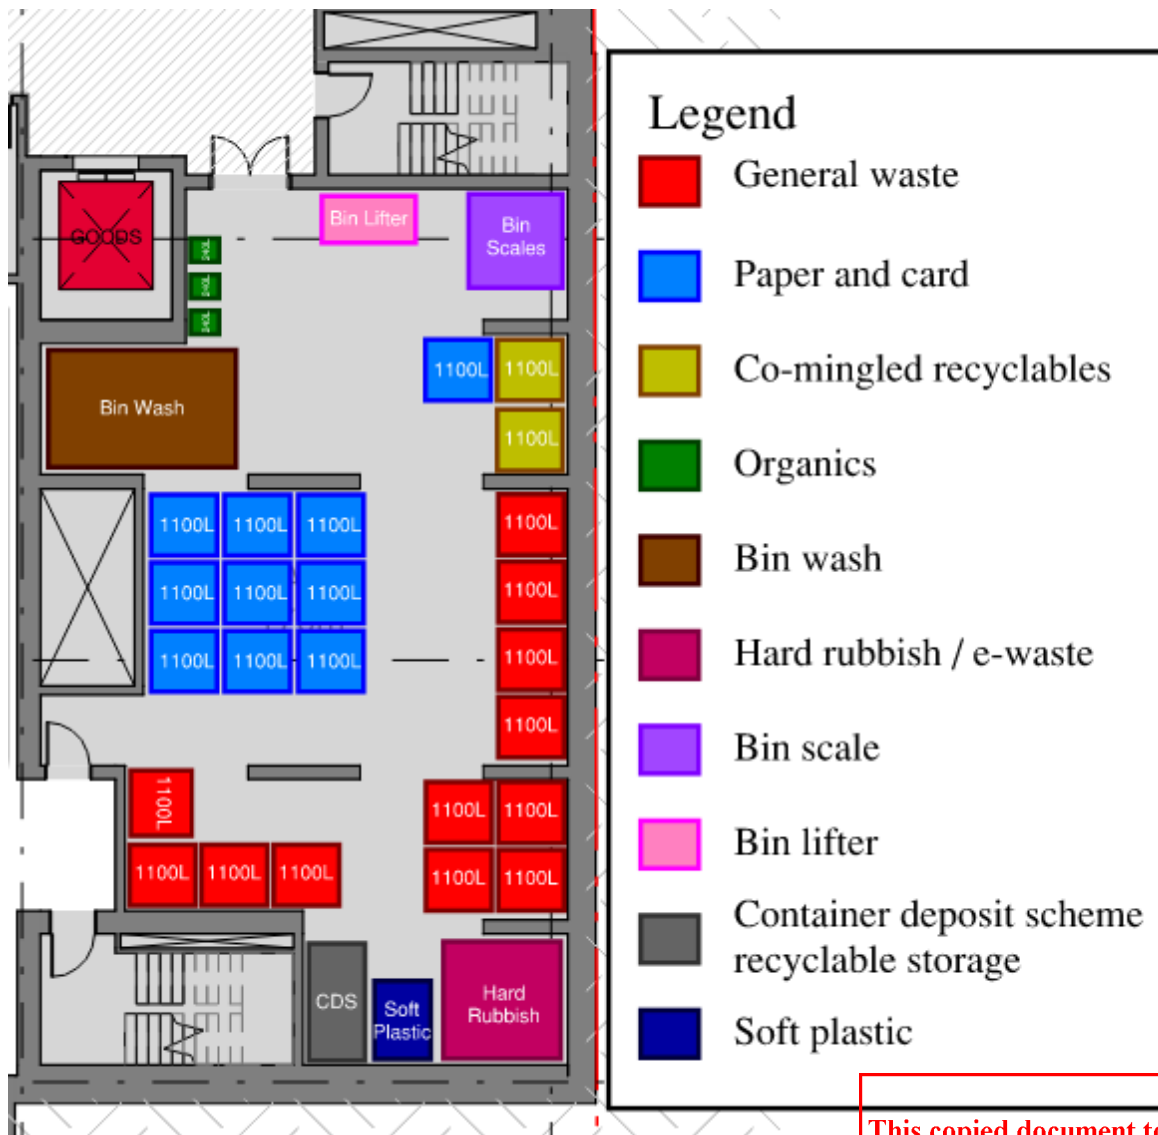 Legend
General waste
Paper and card
Co-mingled recyclables
Organics
Bin wash
Hard rubbish / e-waste
Bin scale
Bin lifter
Container deposit scheme
recyclable storage
Soft plastic
GOODS
Bin Lifter
Bin
Scales
240L
240L
240L
Bin Wash
1100L 1100L
1100L
1100L 1100L 1100L 1100L
1100L 1100L 1100L 1100L
1100L 1100L 1100L 1100L
1100L
1100L 1100L 1100L
1100L 1100L 1100L 1100L 1100L
CDS
Soft
Plastic
Hard
Rubbish
This copied document